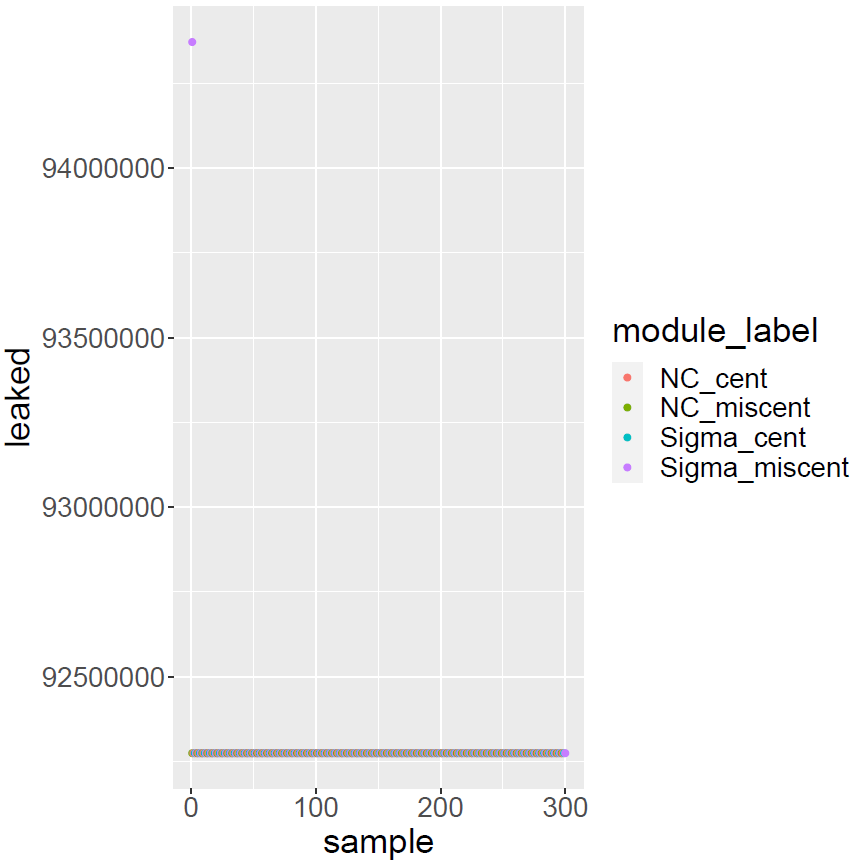 leaked
94000000
93500000
93000000
92500000
0 100 200 300
sample
module_label
NC_cent
NC_miscent
Sigma_cent
Sigma_miscent